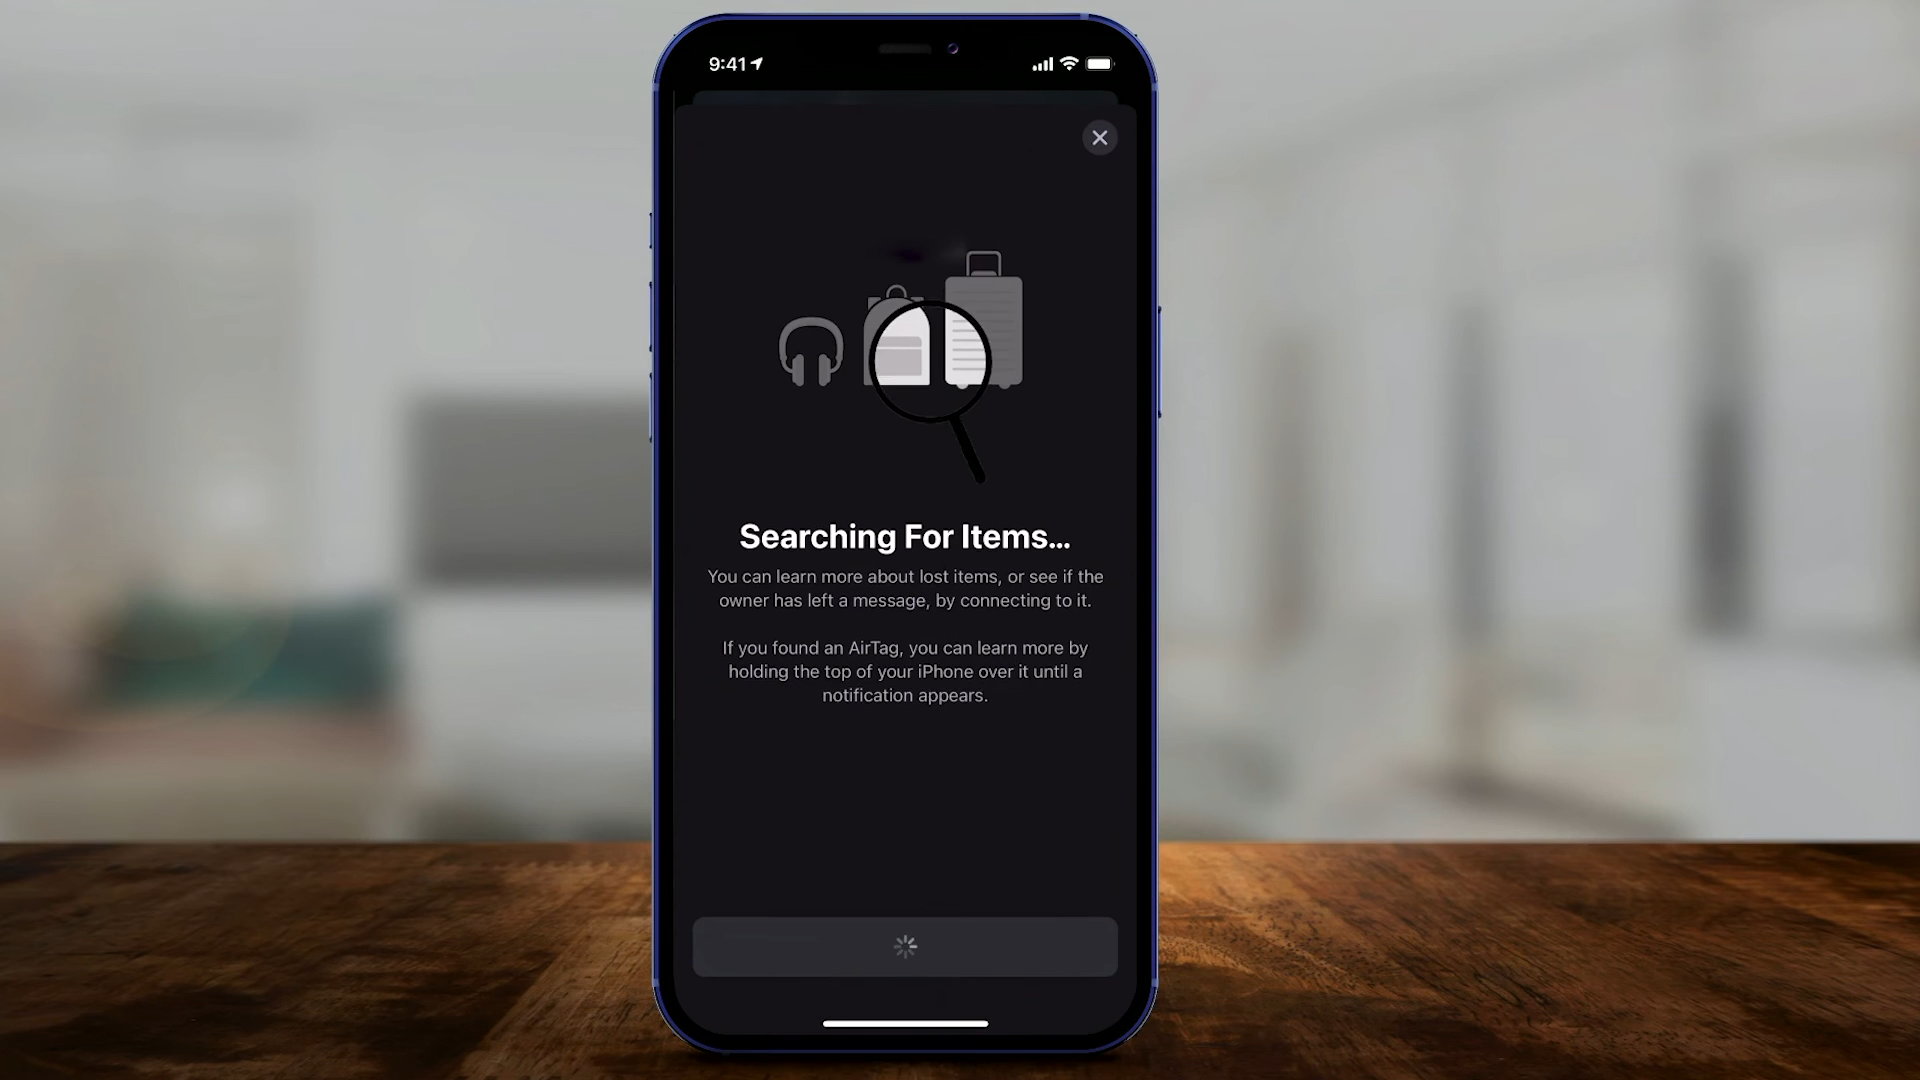 9:41
Searching For Items...
You can learn more about lost items, or see if the
owner has left a message, by connecting to it.
If you found an AirTag, you can learn more by
holding the top of your iPhone over it until a
notification appears.